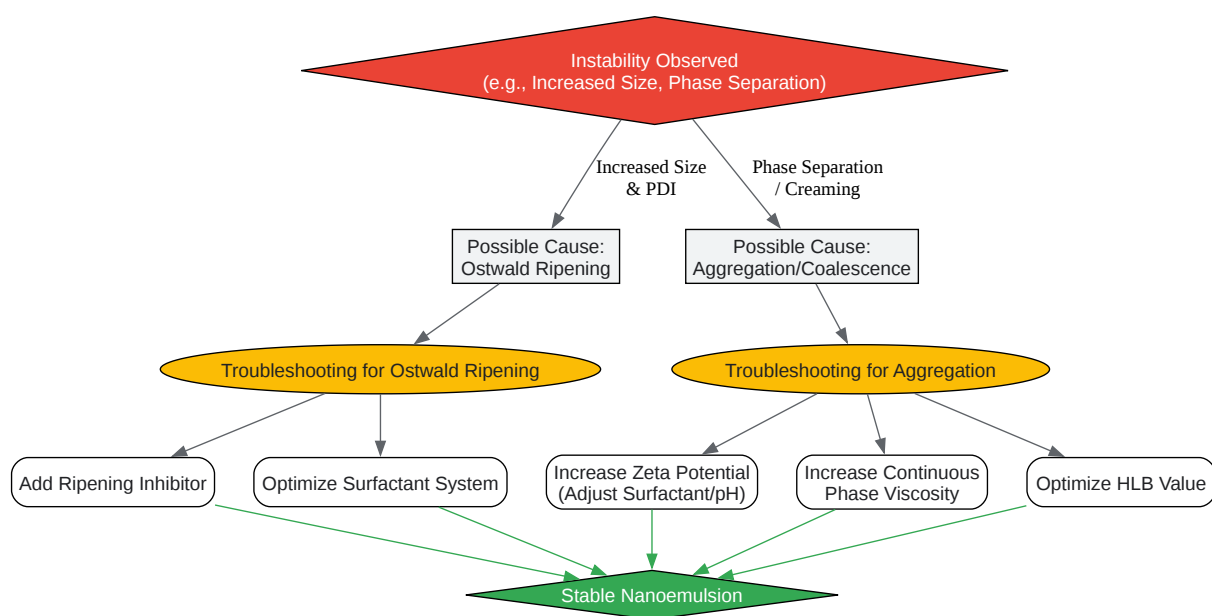 Instability Observed
(e.g., Increased Size, Phase Separation)
Increased Size
& PDI
Phase Separation
/ Creaming
Possible Cause:
Ostwald Ripening
Possible Cause:
Aggregation/Coalescence
Troubleshooting for Ostwald Ripening
Troubleshooting for Aggregation
Add Ripening Inhibitor
Optimize Surfactant System
Increase Zeta Potential
(Adjust Surfactant/pH)
Increase Continuous
Phase Viscosity
Optimize HLB Value
Stable Nanoemulsion